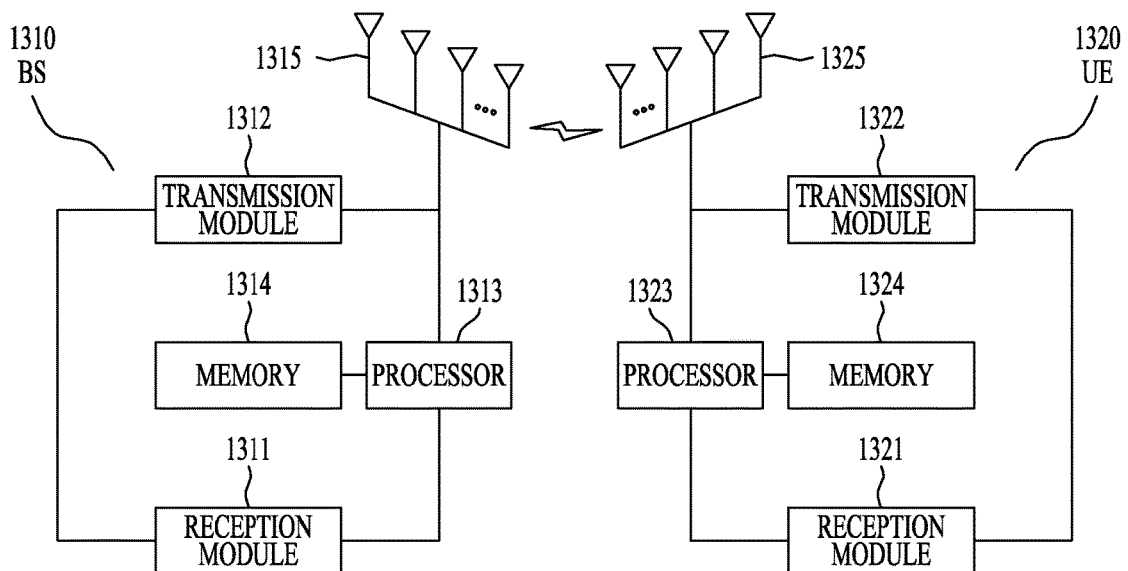 1310
BS
1315
1325
1320
UE
1312
1322
TRANSMISSION
MODULE
TRANSMISSION
MODULE
1314
1313
1323
1324
MEMORY
PROCESSOR
PROCESSOR
MEMORY
1311
1321
RECEPTION
MODULE
RECEPTION
MODULE